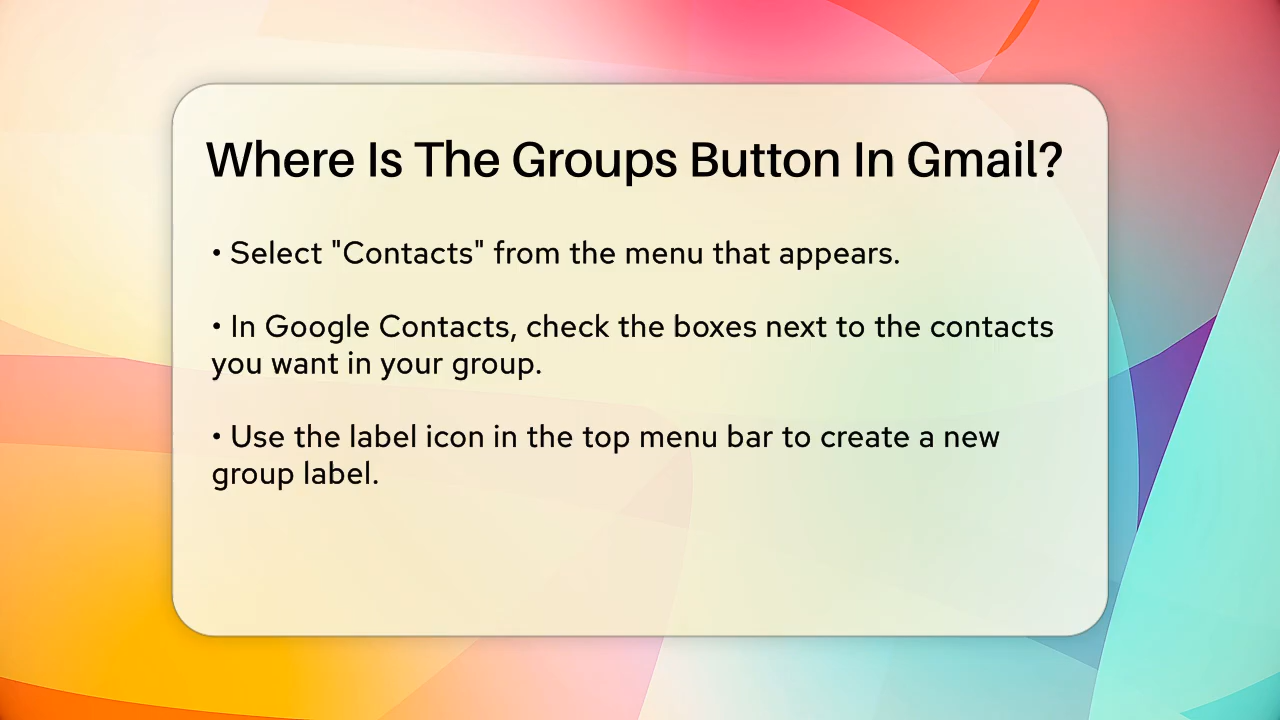 Where Is The Groups Button In Gmail?
• Select "Contacts" from the menu that appears.
• In Google Contacts, check the boxes next to the contacts
you want in your group.
• Use the label icon in the top menu bar to create a new
group label.